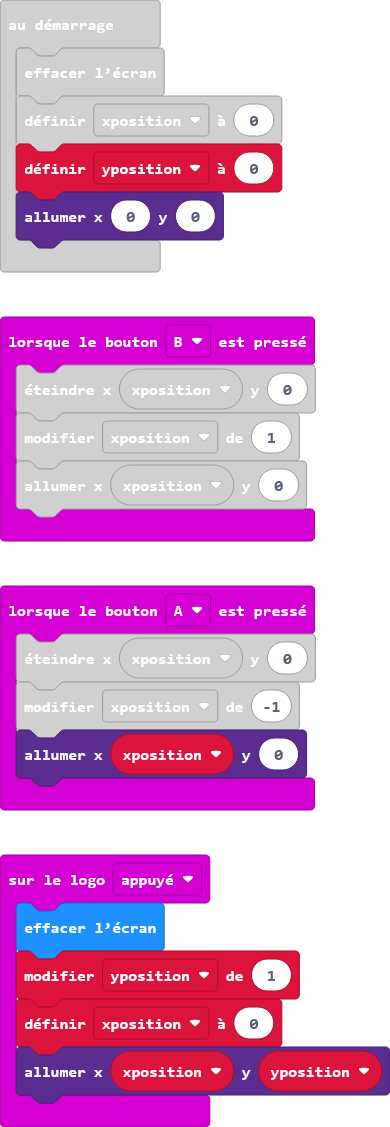 au démarrage
effacer l'écran
définir xposition à 0
définir yposition à 0
allumer x 0 y 0
lorsque le bouton B est pressé
éteindre x xposition y 0
modifier xposition de 1
allumer x xposition y 0
lorsque le bouton A est pressé
éteindre x xposition y 0
modifier xposition de -1
allumer x xposition y 0
sur le logo appuyé
effacer l'écran
modifier yposition de 1
définir xposition à 0
allumer x xposition y yposition